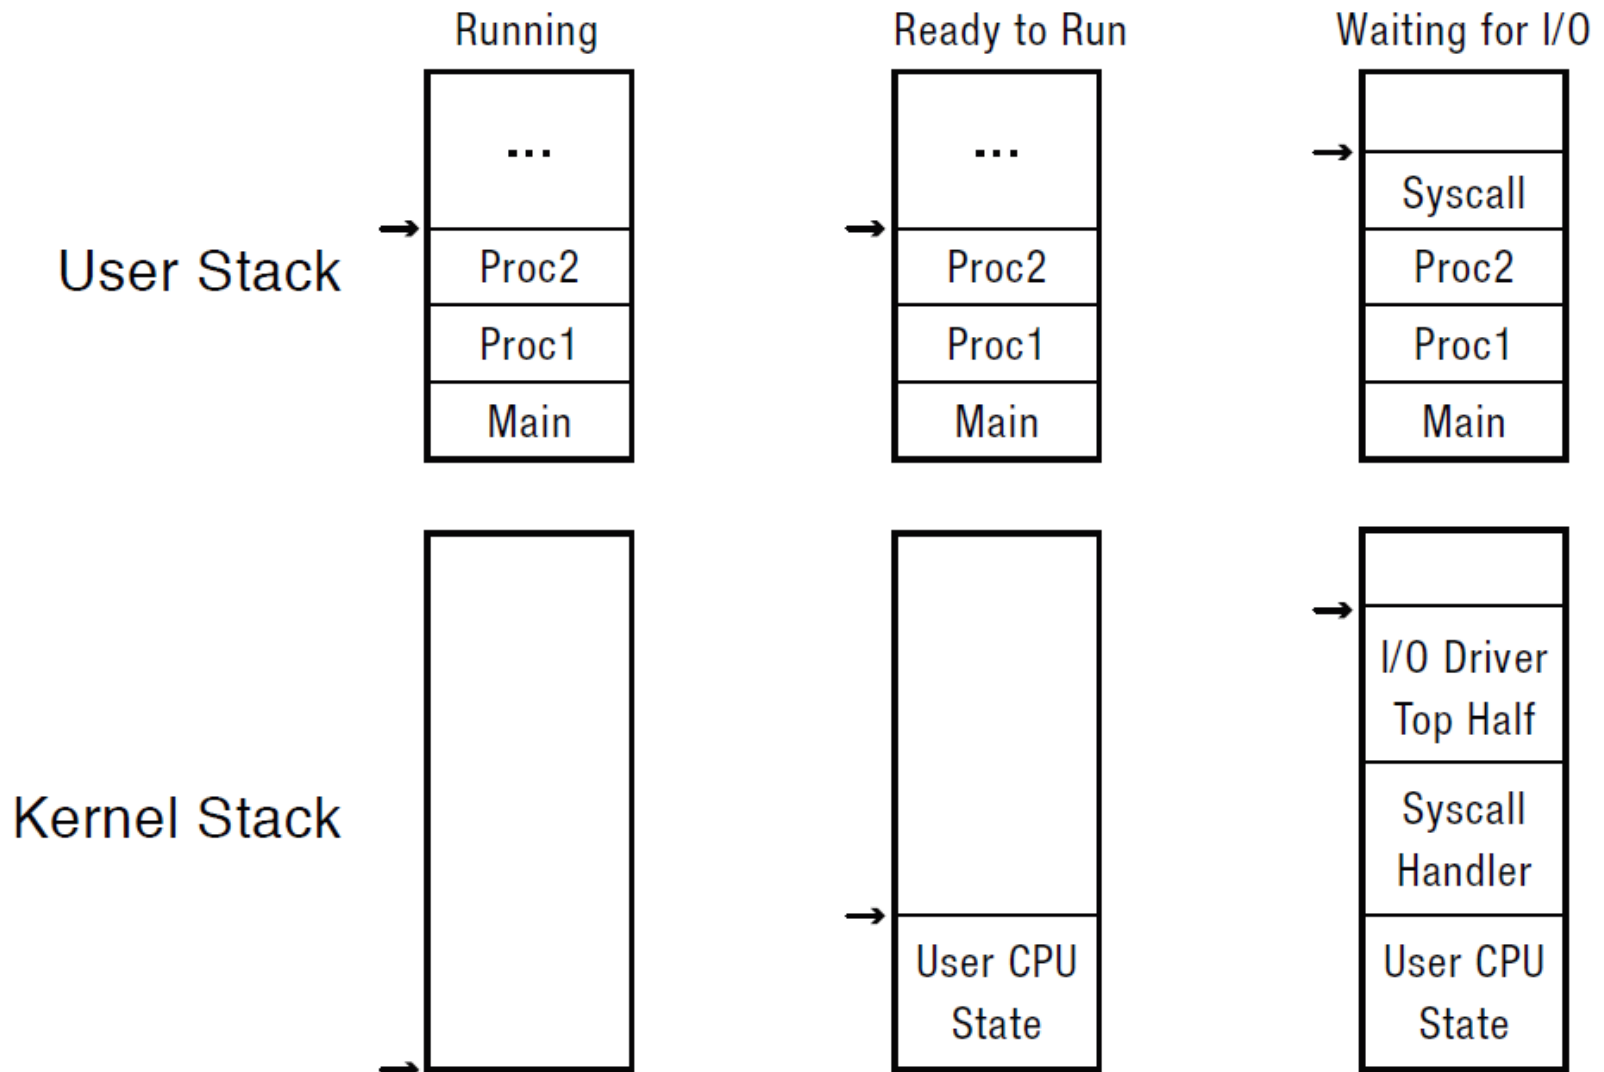 Running Ready to Run Waiting for I/O
... ...
Syscall
User Stack Proc2 Proc2 Proc2
Proc1 Proc1 Proc1
Main Main Main
I/O Driver
Top Half
Kernel Stack Syscall
Handler
User CPU User CPU
State State